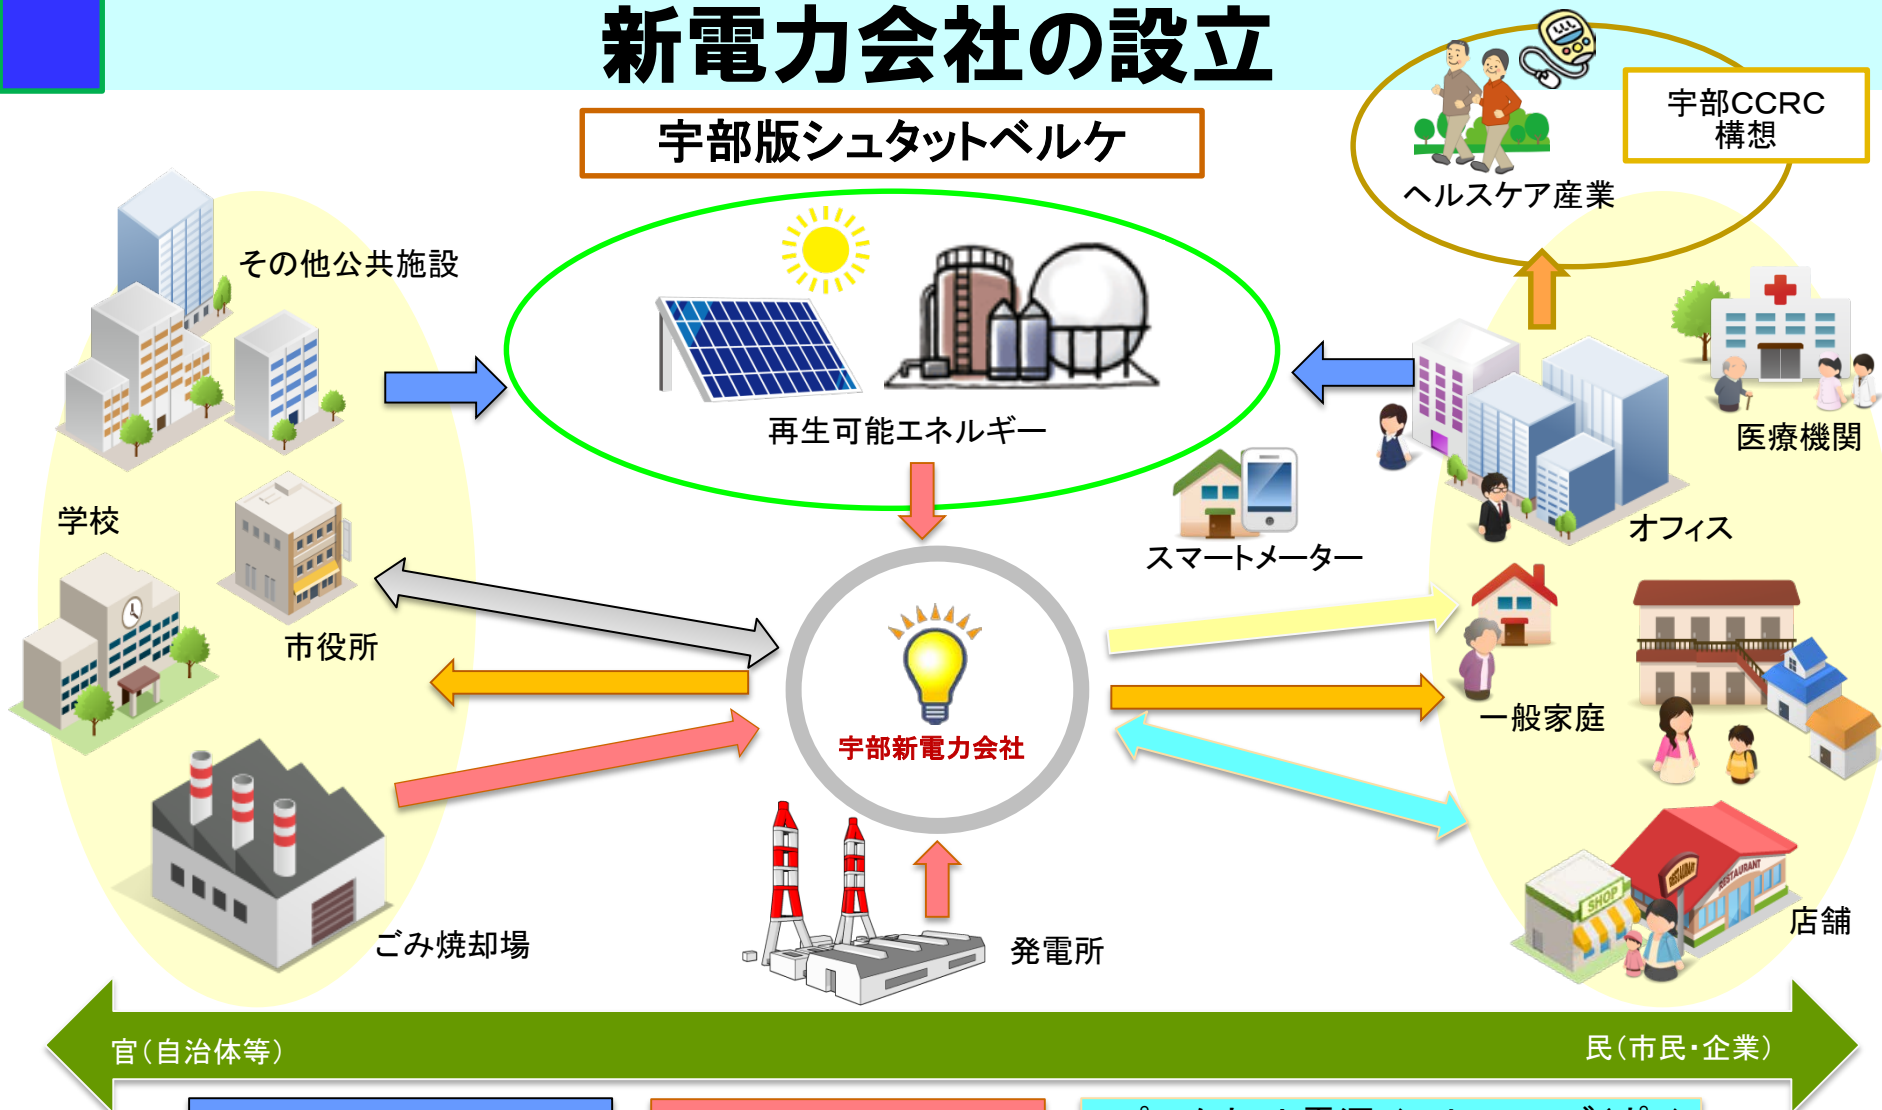 新電力会社の設立
宇部版シュタットベルケ
宇部CCRC
構想
ヘルスケア産業
その他公共施設
再生可能エネルギー
医療機関
学校
オフィス
スマートメーター
市役所
一般家庭
宇部新電力会社
SHOP
RESTAURANT
RESTAURANT
店舗
ごみ焼却場
発電所
官(自治体等)
民(市民・企業)